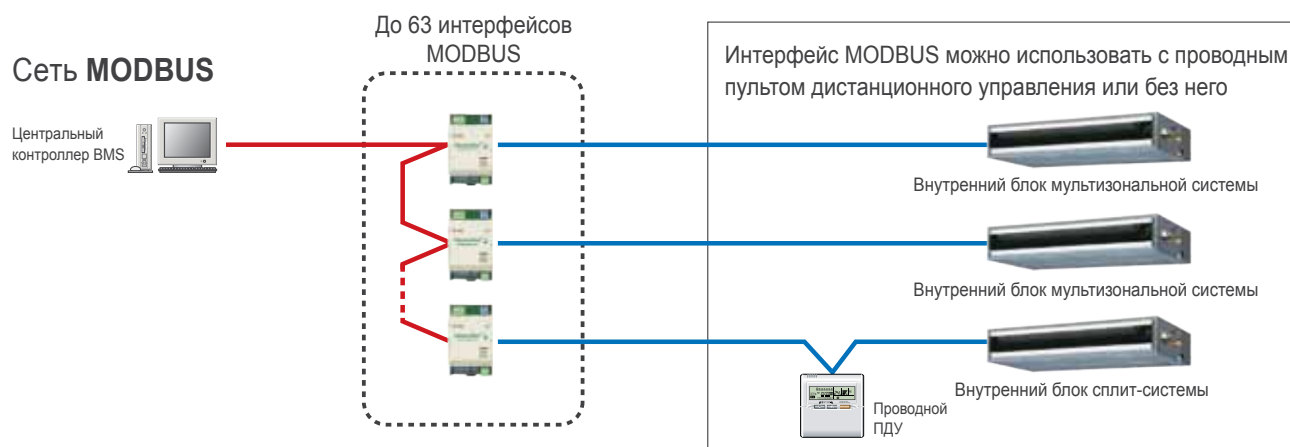 До 63 интерфейсов
MODBUS
Сеть MODBUS
Центральный
контроллер BMS
Интерфейс MODBUS можно использовать с проводным
пультом дистанционного управления или без него
Внутренний блок мультизональной системы
Внутренний блок мультизональной системы
Внутренний блок сплит-системы
Проводной
ПДУ